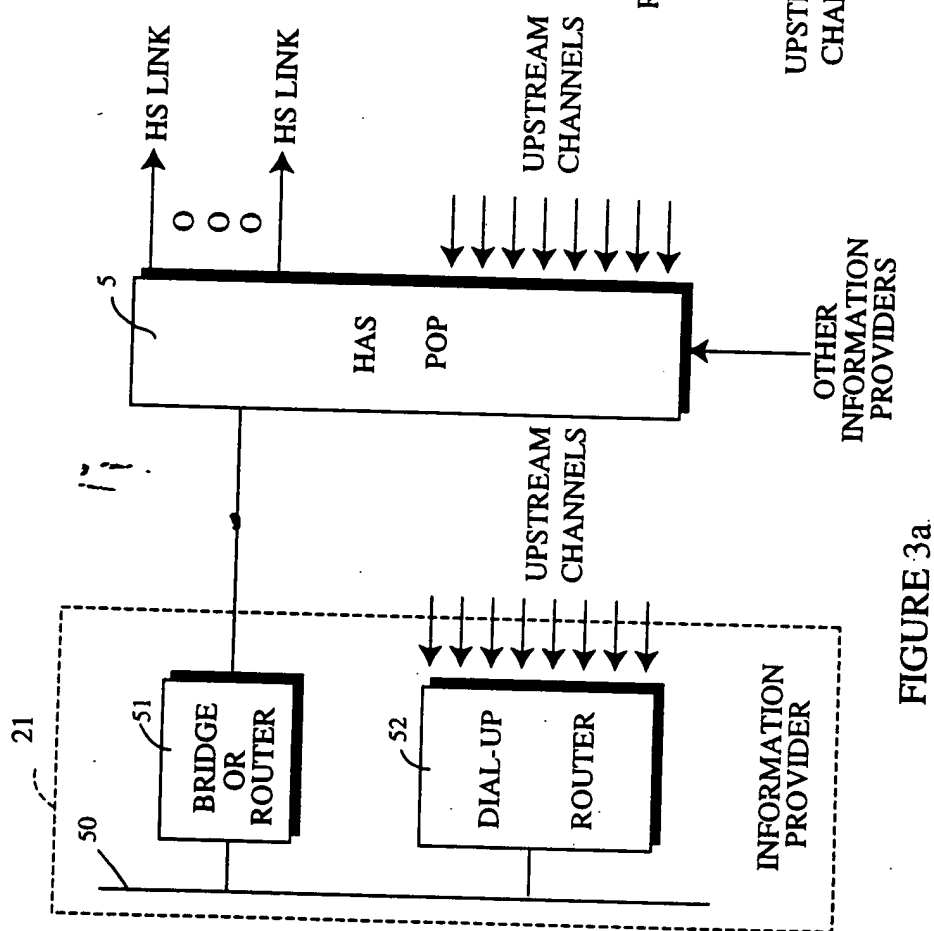 21
50
51
BRIDGE
OR
ROUTER
52
DIAL-UP
ROUTER
INFORMATION
PROVIDER
UPSTREAM
CHANNELS
5
HAS
POP
HS LINK
HS LINK
UPSTREAM
CHANNELS
OTHER
INFORMATION
PROVIDERS
FIGURE 3a